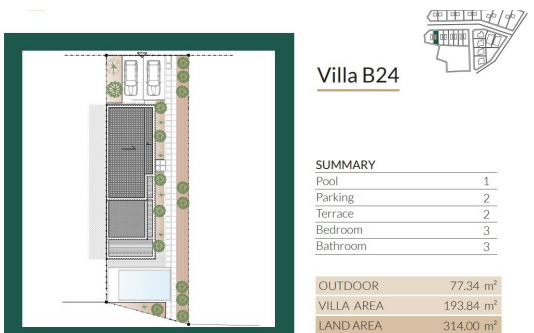 Villa B24
SUMMARY
Pool 1
Parking 2
Terrace 2
Bedroom 3
Bathroom 3
OUTDOOR 77.34 m²
VILLA AREA 193.84 m²
LAND AREA 314.00 m²